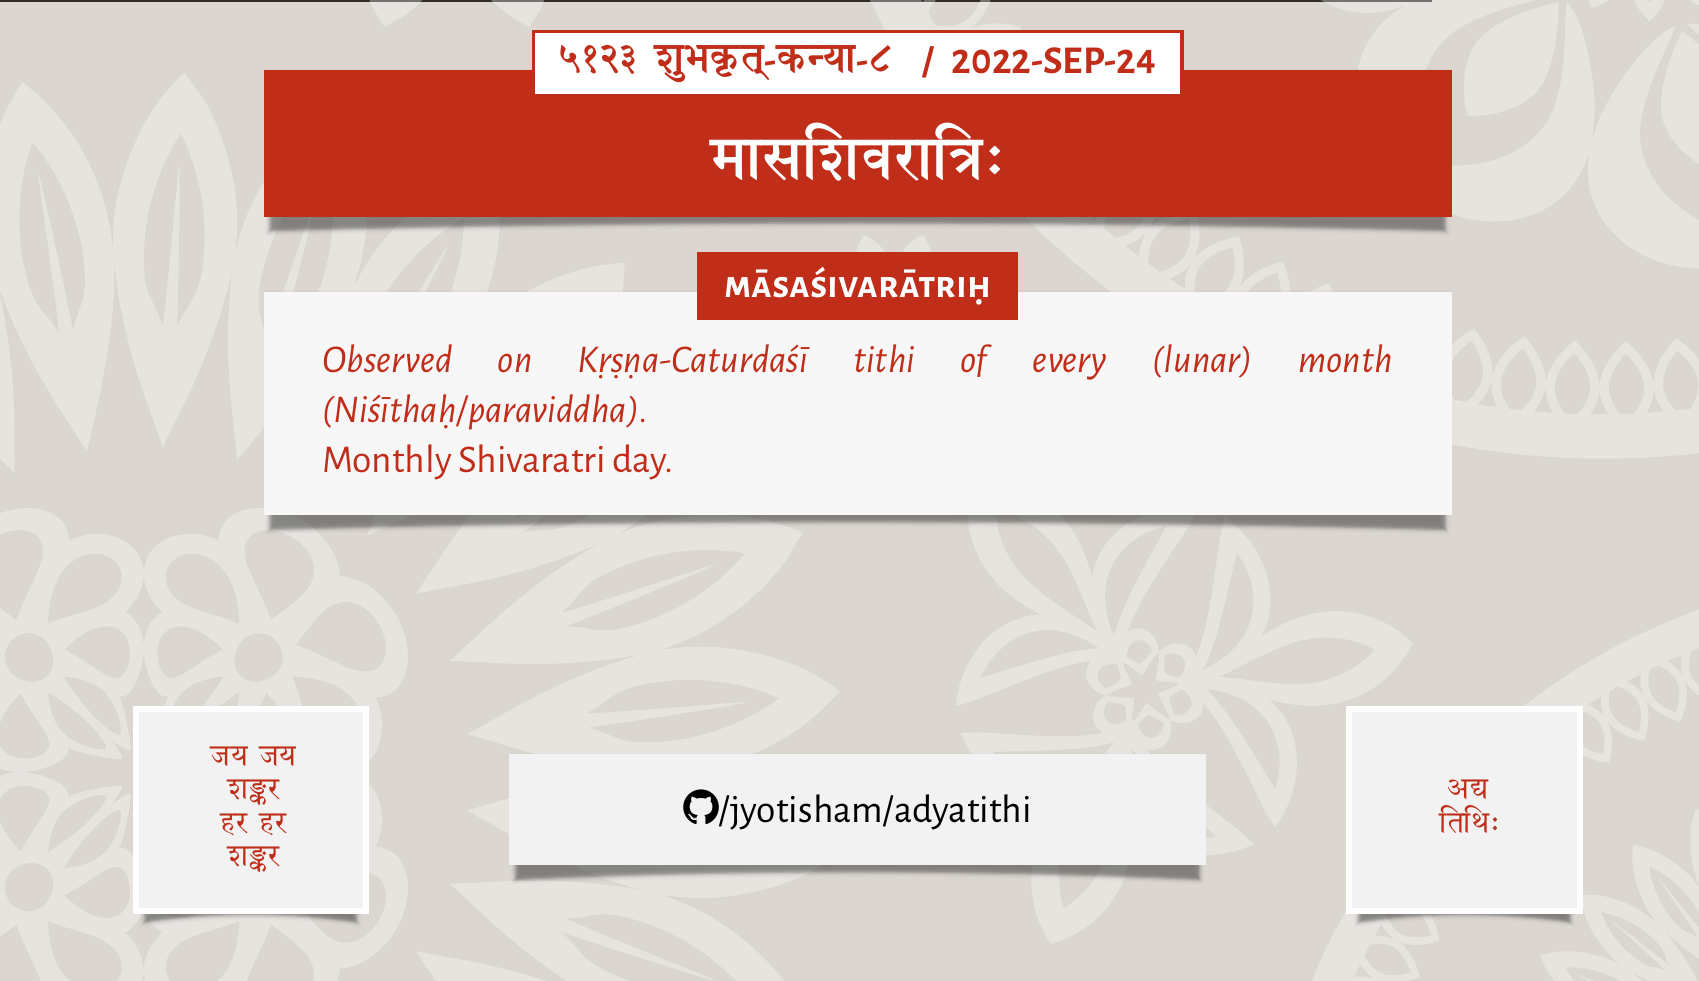 ५१२३ शुभकृत्-कन्या-८ / 2022-SEP-24
मासशिवरात्रिः
MĀSAŚIVARĀTRIḤ
Observed on Kṛṣṇa-Caturdaśī tithi of every (lunar) month
(Niśīthaḥ/paraviddha).
Monthly Shivaratri day.
जय जय
शङ्कर
हर हर
शङ्कर
/jyotisham/adyatithi
अद्य
तिथिः